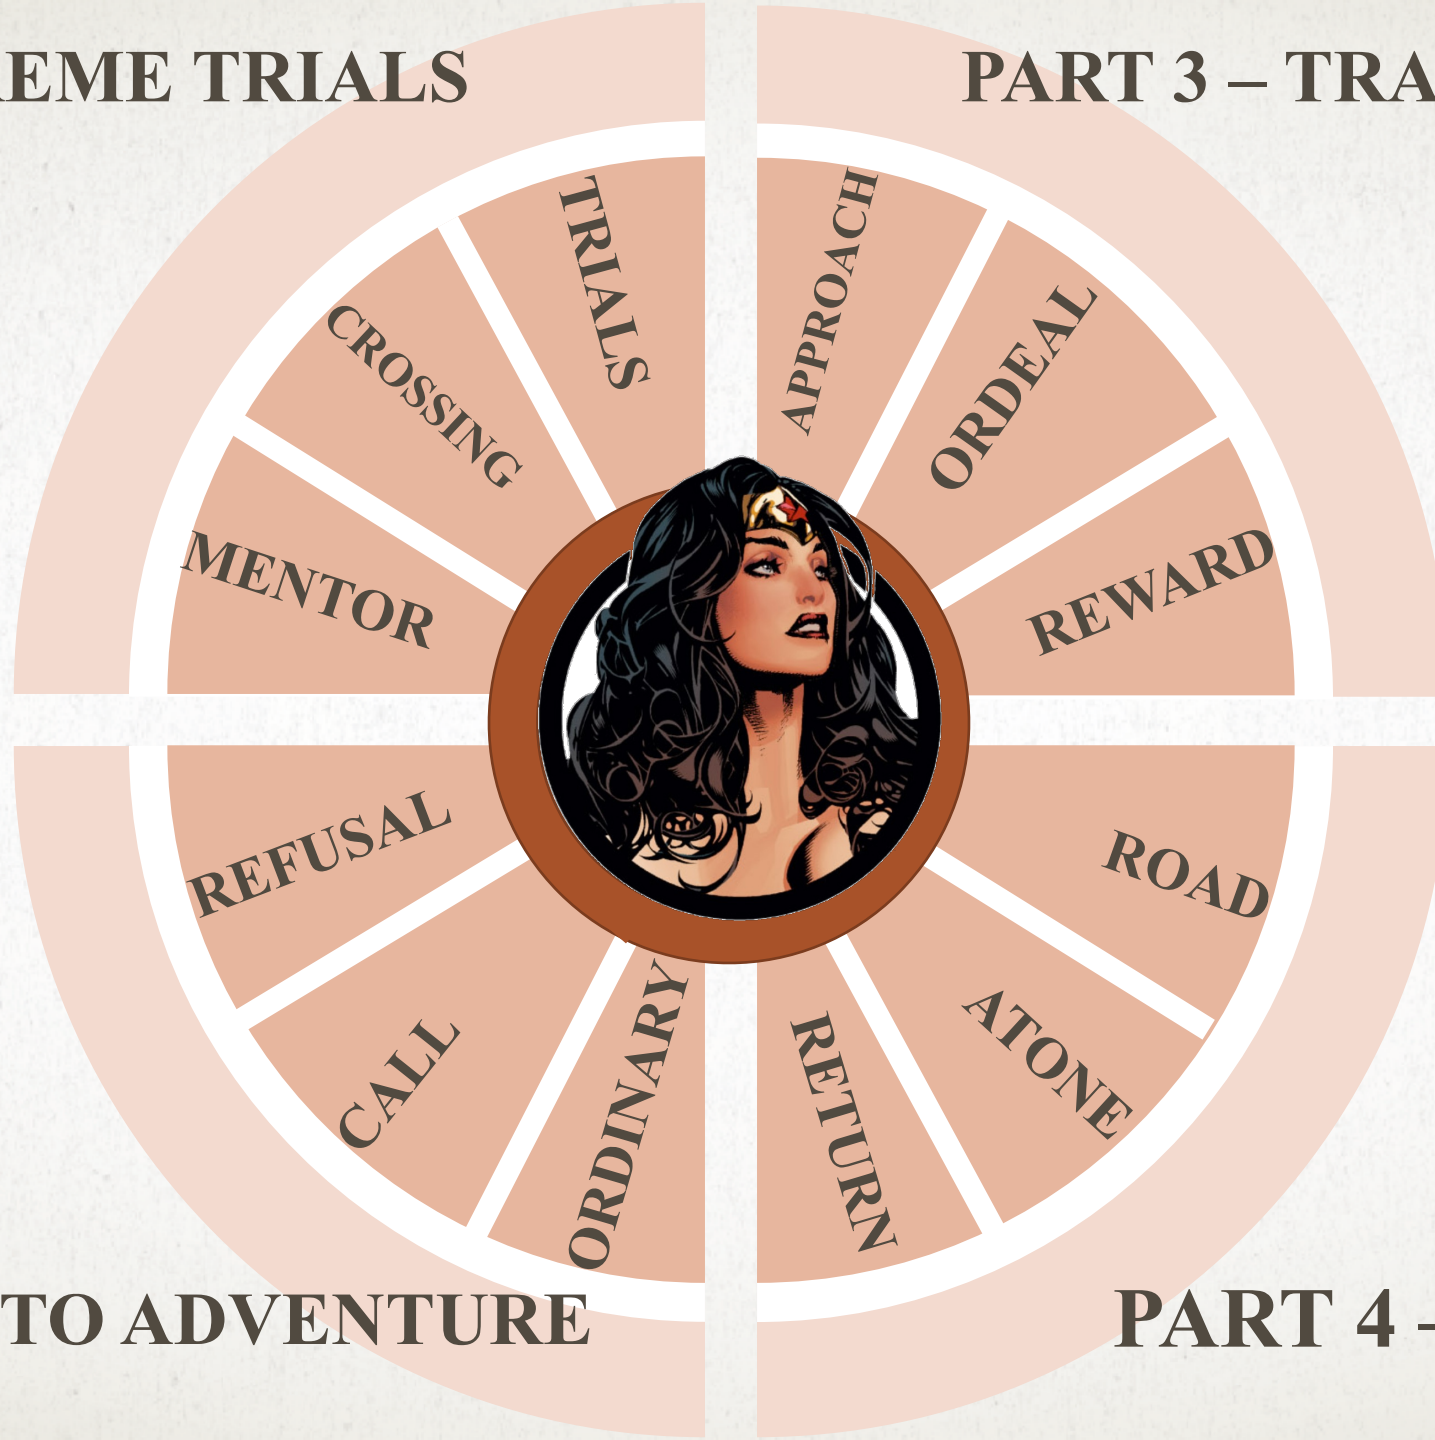 EME TRIALS
PART 3 – TRA
TRIALS
APPROACH
CROSSING
ORDEAL
MENTOR
REWARD
REFUSAL
ROAD
CALL
ATONE
ORDINARY
RETURN
TO ADVENTURE
PART 4 -